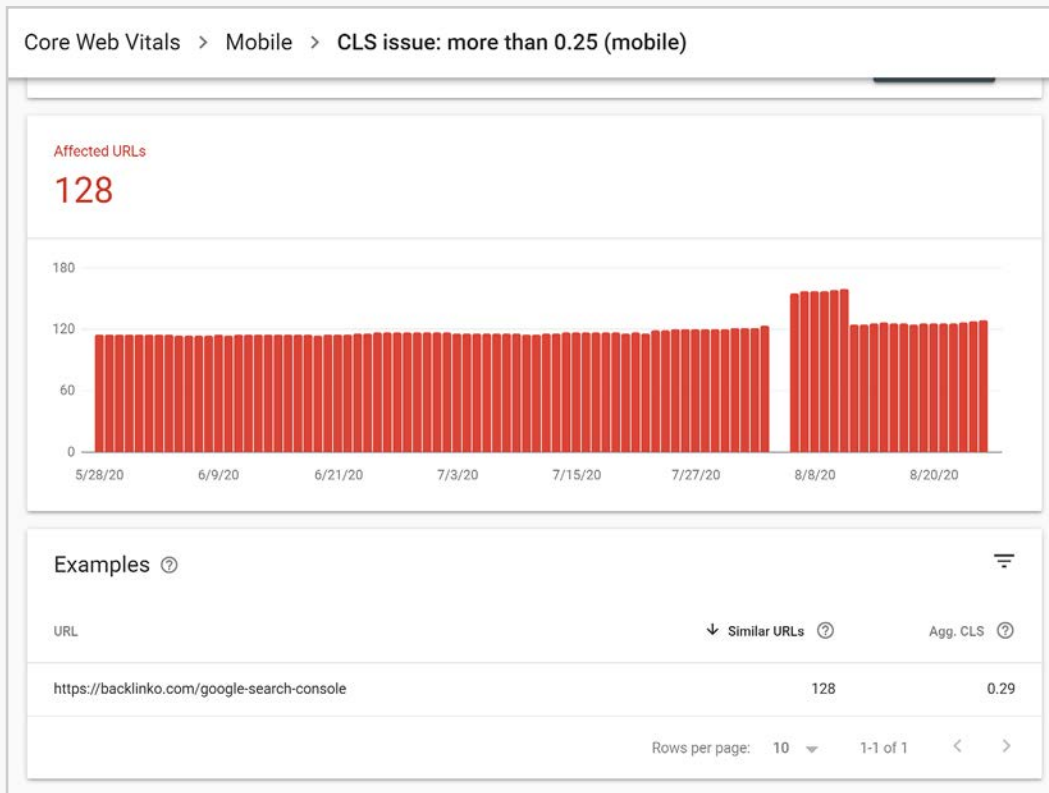 Core Web Vitals > Mobile > CLS issue: more than 0.25 (mobile)
Affected URLs
128
180
120
60
0
5/28/20 6/9/20 6/21/20 7/3/20 7/15/20 7/27/20 8/8/20 8/20/20
Examples ?
URL Similar URLs ? Agg. CLS ?
https://backlinko.com/google-search-console 128 0.29
Rows per page: 10 1-1 of 1